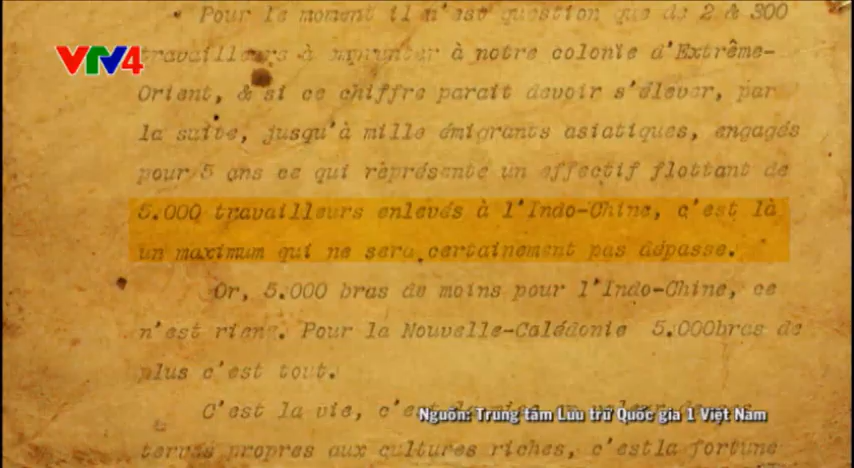 Pour le moment il n'est question que de 2 à 300
VTV4
travailleurs à emprunter à notre colonie d'Extrême-
Orient, & si ce chiffre parait devoir s'élever, par
la suite, jusqu'à mille émigrants asiatiques, engagés
pour 5 ans ce qui représente un effectif flottant de
5.000 travailleurs enlevés à l'Indo-Chine, c'est là
un maximum qui ne sera certainement pas dépasse.
Or, 5.000 bras de moins pour l'Indo-Chine, ce
n'est rien. Pour la Nouvelle-Calédonie 5.000bras de
plus c'est tout.
C'est la vie, c'est
Nguồn: Trung tâm Lưu trữ Quốc gia 1 Việt Nam
terres propres aux cultures riches, c'estla fortune